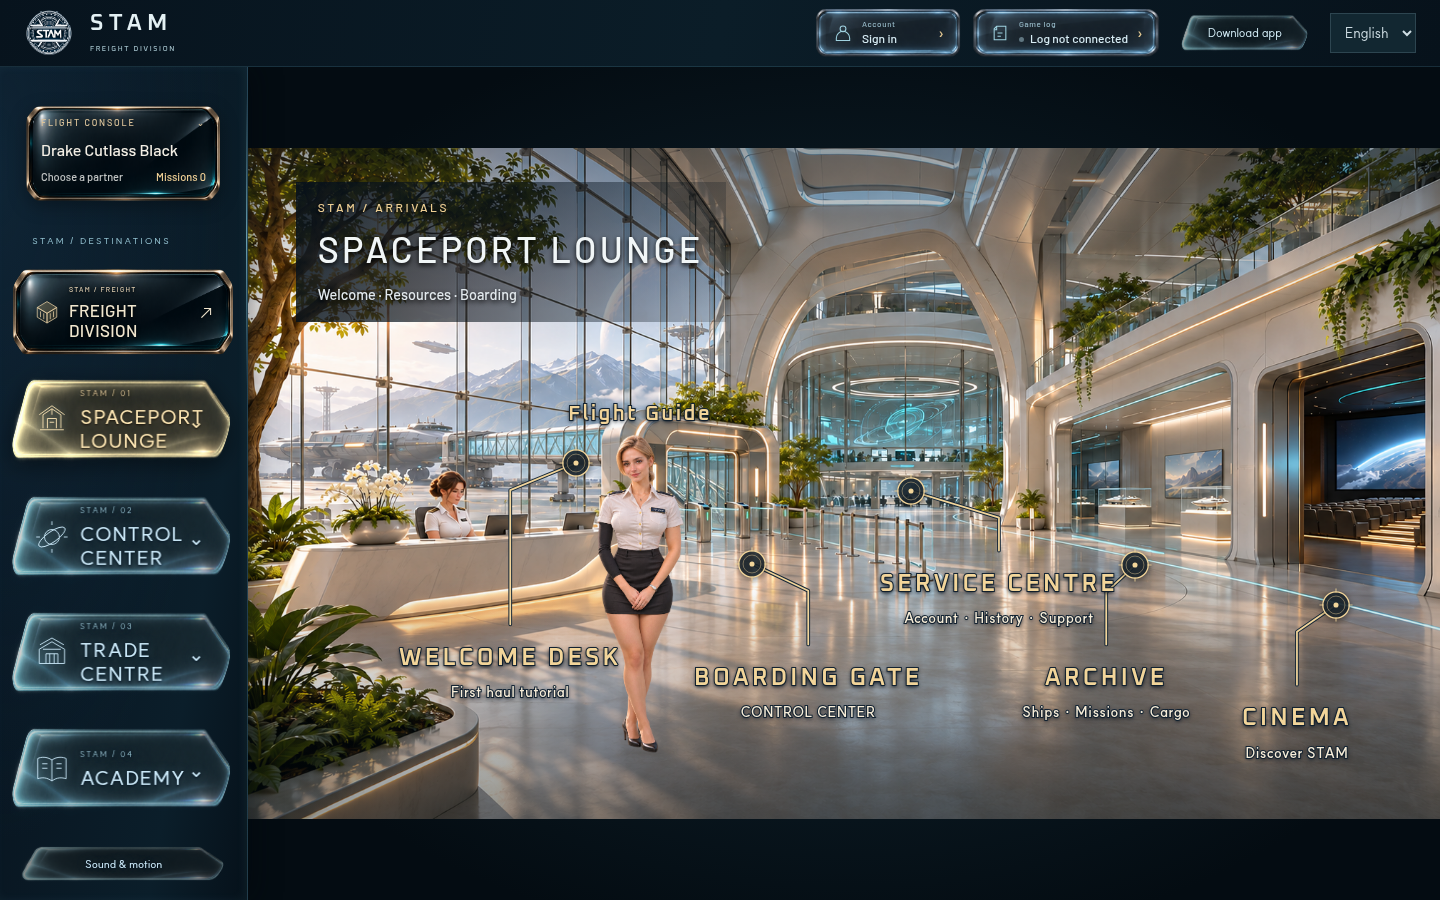 STAM
STAM
FREIGHT DIVISION
Account
Sign in
Game log
Log not connected
Download app
English
FLIGHT CONSOLE
Drake Cutlass Black
Choose a partner
Missions 0
STAM / DESTINATIONS
STAM / FREIGHT
FREIGHT
DIVISION
STAM / 01
SPACEPORT
LOUNGE
STAM / 02
CONTROL
CENTER
STAM / 03
TRADE
CENTRE
STAM / 04
ACADEMY
Sound & motion
STAM / ARRIVALS
SPACEPORT LOUNGE
Welcome · Resources · Boarding
Flight Guide
SERVICE CENTRE
Account · History · Support
WELCOME DESK
First haul tutorial
BOARDING GATE
CONTROL CENTER
ARCHIVE
Ships · Missions · Cargo
CINEMA
Discover STAM